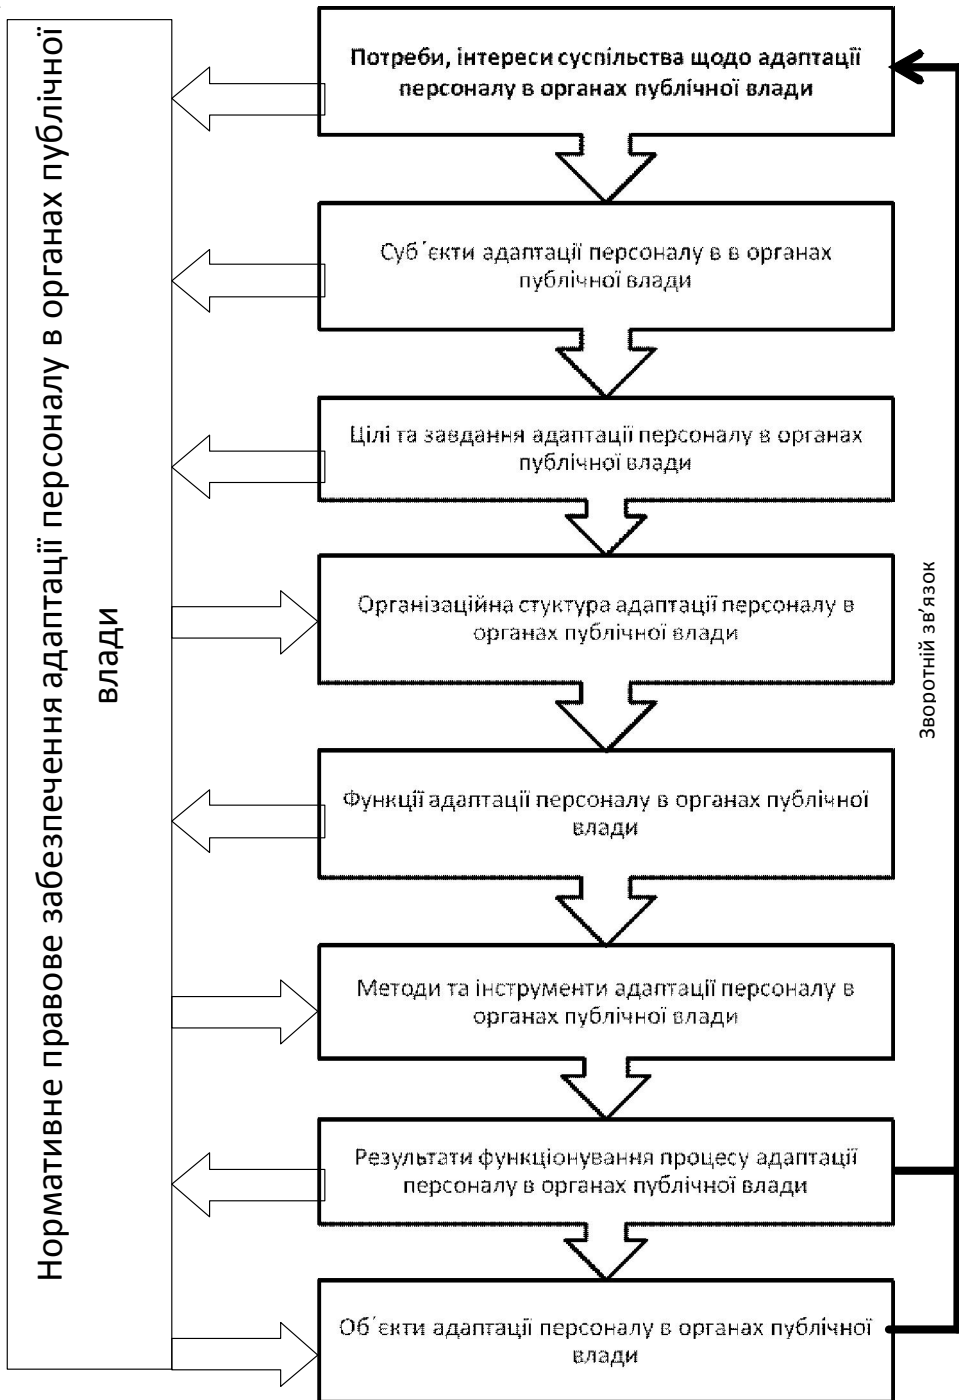 Нормативне правове забезпечення адаптації персоналу в органах публічної
влади
Потреби, інтереси суспільства щодо адаптації
персоналу в органах публічної влади
Суб´єкти адаптації персоналу в в органах
публічної влади
Цілі та завдання адаптації персоналу в органах
публічної влади
Організаційна стуктура адаптації персоналу в
органах публічної влади
Функції адаптації персоналу в органах публічної
влади
Методи та інструменти адаптації персоналу в
органах публічної влади
Результати функціонування процесу адаптації
персоналу в органах публічної влади
Об´єкти адаптації персоналу в органах публічної
влади
Зворотній зв’язок